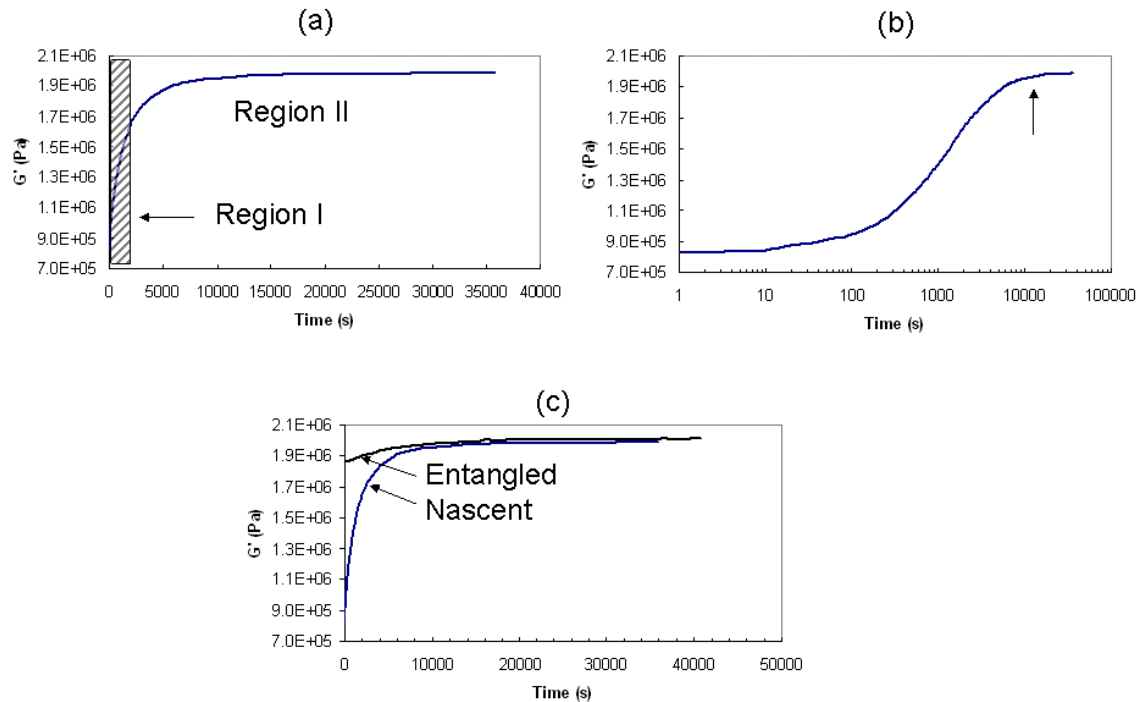 (a)
2.1E+06
1.9E+06
1.7E+06
1.5E+06
1.3E+06
1.1E+06
9.0E+05
7.0E+05
G' (Pa)
Region II
Region I
0 5000 10000 15000 20000 25000 30000 35000 40000
Time (s)
(b)
2.1E+06
1.9E+06
1.7E+06
1.5E+06
1.3E+06
1.1E+06
9.0E+05
7.0E+05
G' (Pa)
1 10 100 1000 10000 100000
Time (s)
(c)
2.1E+06
1.9E+06
1.7E+06
1.5E+06
1.3E+06
1.1E+06
9.0E+05
7.0E+05
G' (Pa)
Entangled
Nascent
0 10000 20000 30000 40000 50000
Time (s)